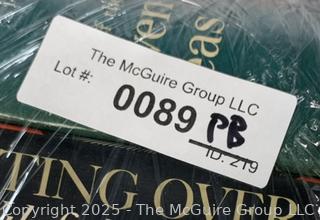 The McGuire Group LLC
Lot #:
0089 PB
ID: 219
TING OVER
Copyright 2025 - The McGuire Group LLC